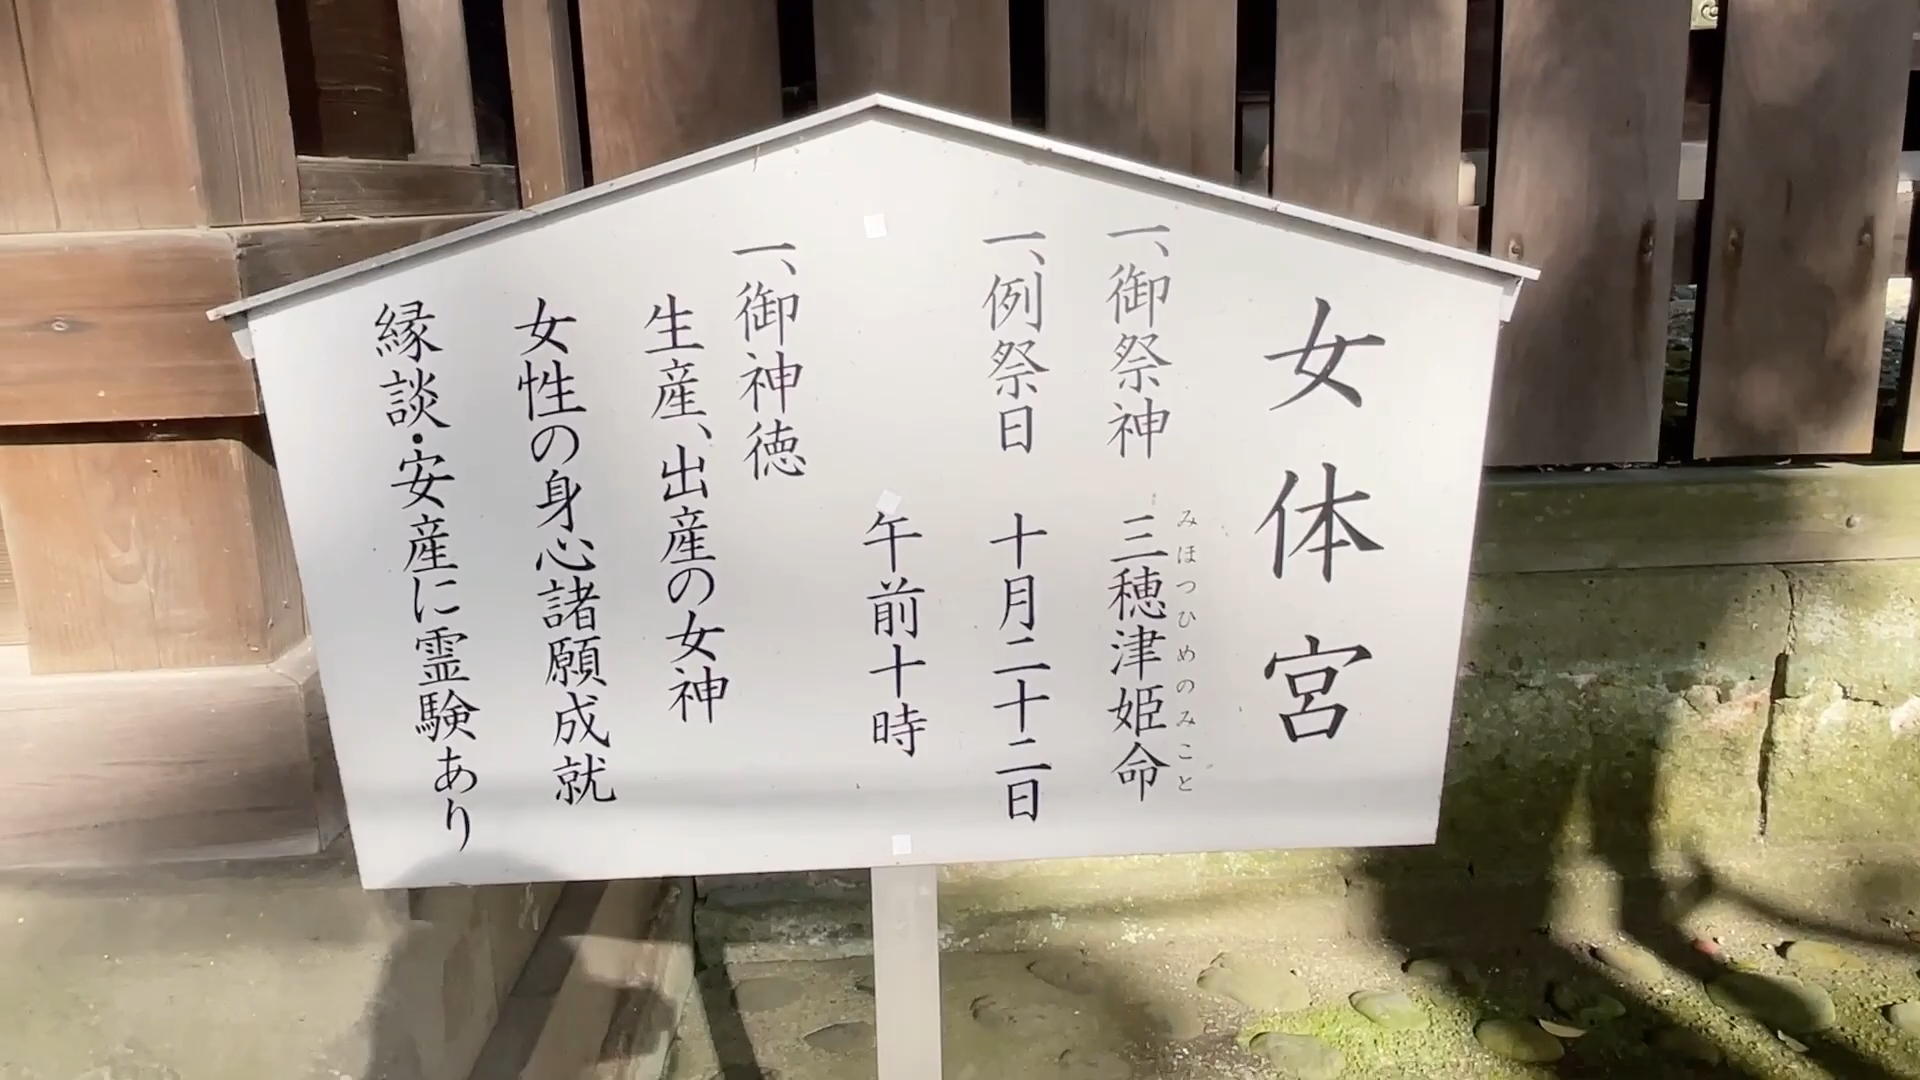 女体宮
一、御祭神 三穂津姫命
みほつひめのみこと
一、例祭日 十月二十二日
午前十時
一、御神徳
生産、出産の女神
女性の身心諸願成就
縁談・安産に霊験あり